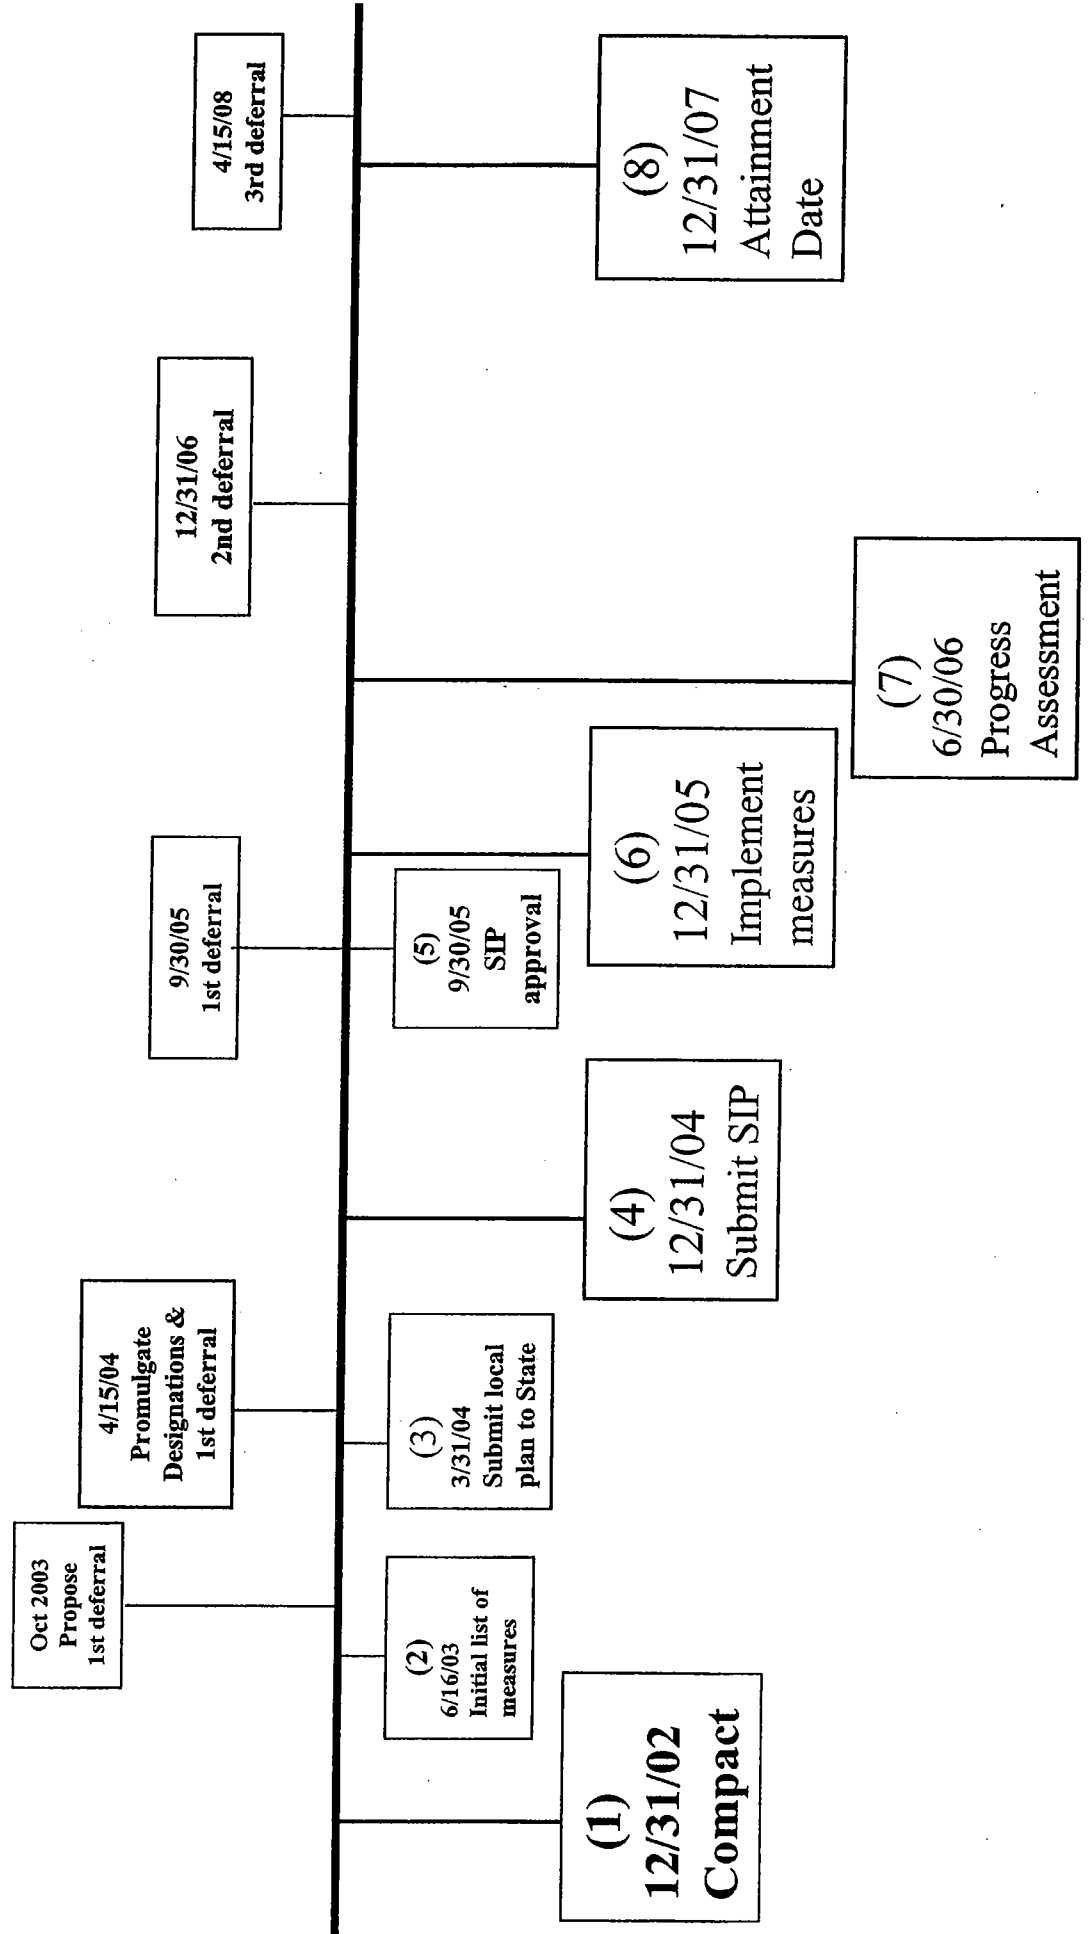 Oct 2003
Propose
1st deferral
4/15/04
Promulgate
Designations &
1st deferral
9/30/05
1st deferral
12/31/06
2nd deferral
4/15/08
3rd deferral
(1)
12/31/02
Compact
(2)
6/16/03
Initial list of
measures
(3)
3/31/04
Submit local
plan to State
(4)
12/31/04
Submit SIP
(5)
9/30/05
SIP
approval
(6)
12/31/05
Implement
measures
(7)
6/30/06
Progress
Assessment
(8)
12/31/07
Attainment
Date